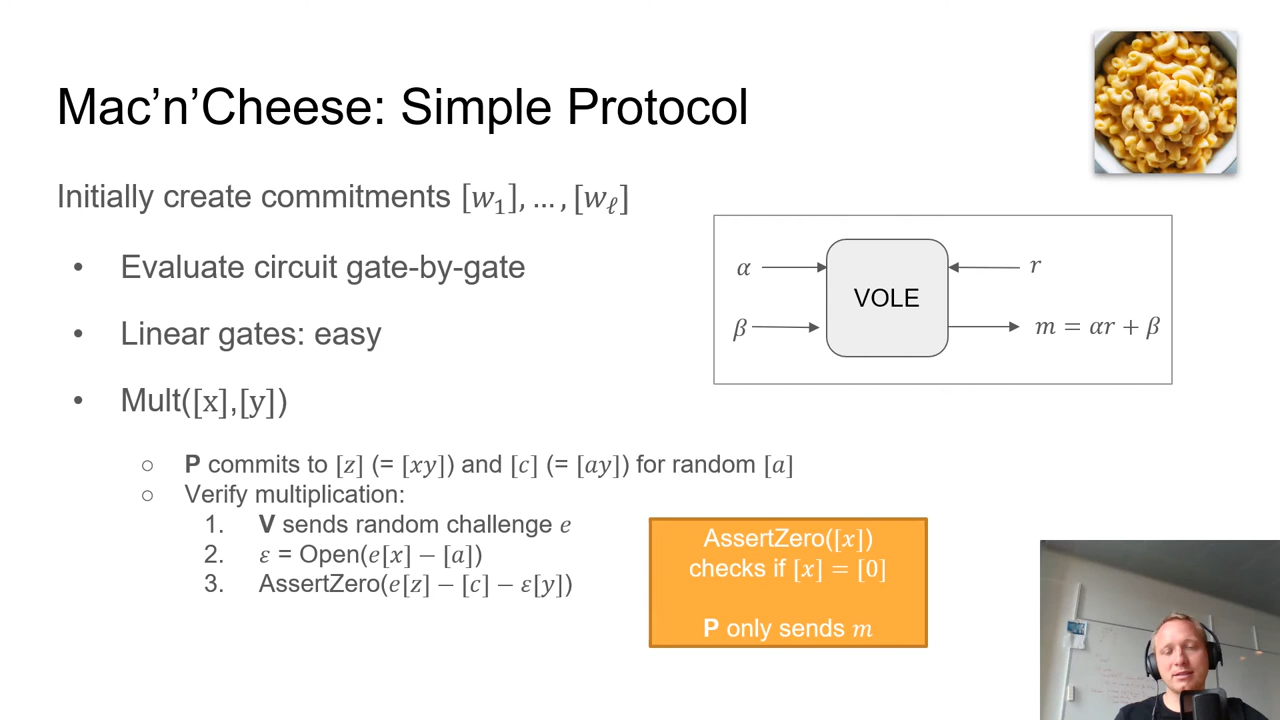 Mac’n’Cheese: Simple Protocol
Initially create commitments [w₁], … , [wℓ]
• Evaluate circuit gate-by-gate
• Linear gates: easy
• Mult([x],[y])
○ P commits to [z] (= [xy]) and [c] (= [ay]) for random [a]
○ Verify multiplication:
1. V sends random challenge e
2. ε = Open(e[x] − [a])
3. AssertZero(e[z] − [c] − ε[y])
α
VOLE
r
β
m = αr + β
AssertZero([x])
checks if [x] = [0]
P only sends m